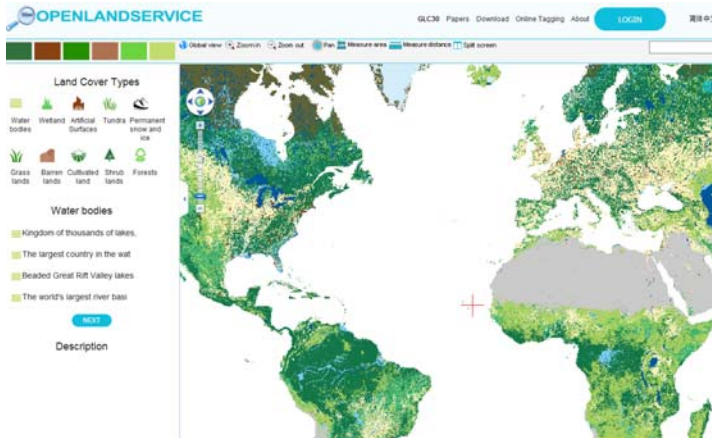 OPENLANDSERVICE
GLC30 Papers Download Online Tagging About LOGIN 简体中
Global view Zoom in Zoom out Pan Measure area Measure distance Split screen
Land Cover Types
Water bodies Wetland Artificial Surfaces Tundra Permanent snow and ice
Grass lands Barren lands Cultivated land Shrub lands Forests
Water bodies
Kingdom of thousands of lakes,
The largest country in the wat
Beaded Great Rift Valley lakes
The world's largest river basi
NEXT
Description